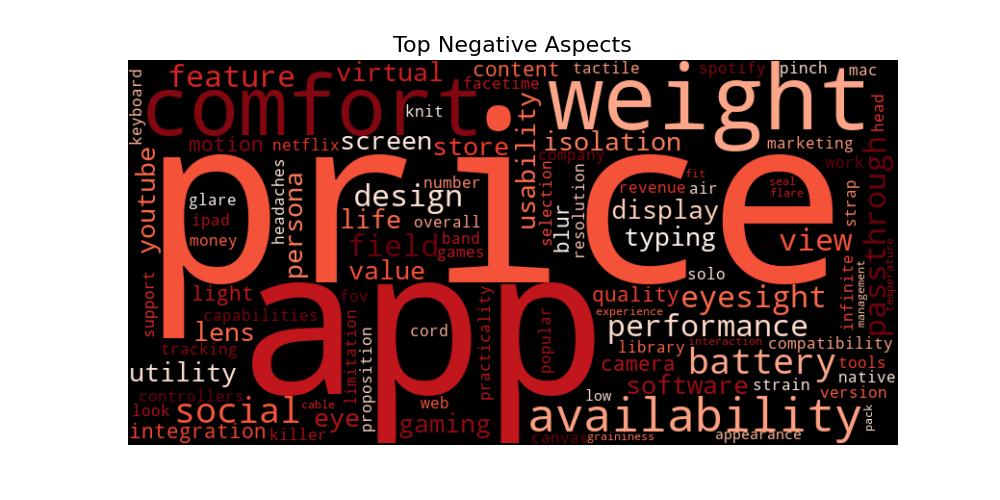 Top Negative Aspects
keyboard
feature
virtual
content
tactile
spotify
pinch
mac
comfort
facetime
weight
knit
head
motion
netflix
screen
store
usability
isolation
marketing
company
work
passthrough
youtube
price
headaches
persona
glare
ipad
money
design
number
life
overall
field
band
games
value
selection
blur
resolution
revenue
fit
air
seal
flare
strap
display
typing
view
solo
support
light
capabilities
fov
lens
tracking
app
cord
limitation
proposition
practicality
popular
quality
eyesight
experience
infinite
management
temperature
performance
library
interaction
compatibility
utility
camera
battery
tools
controllers
software
strain
native
version
look
social
cable
eye
web
gaming
low
availability
pack
integration
killer
canvas
graininess
appearance